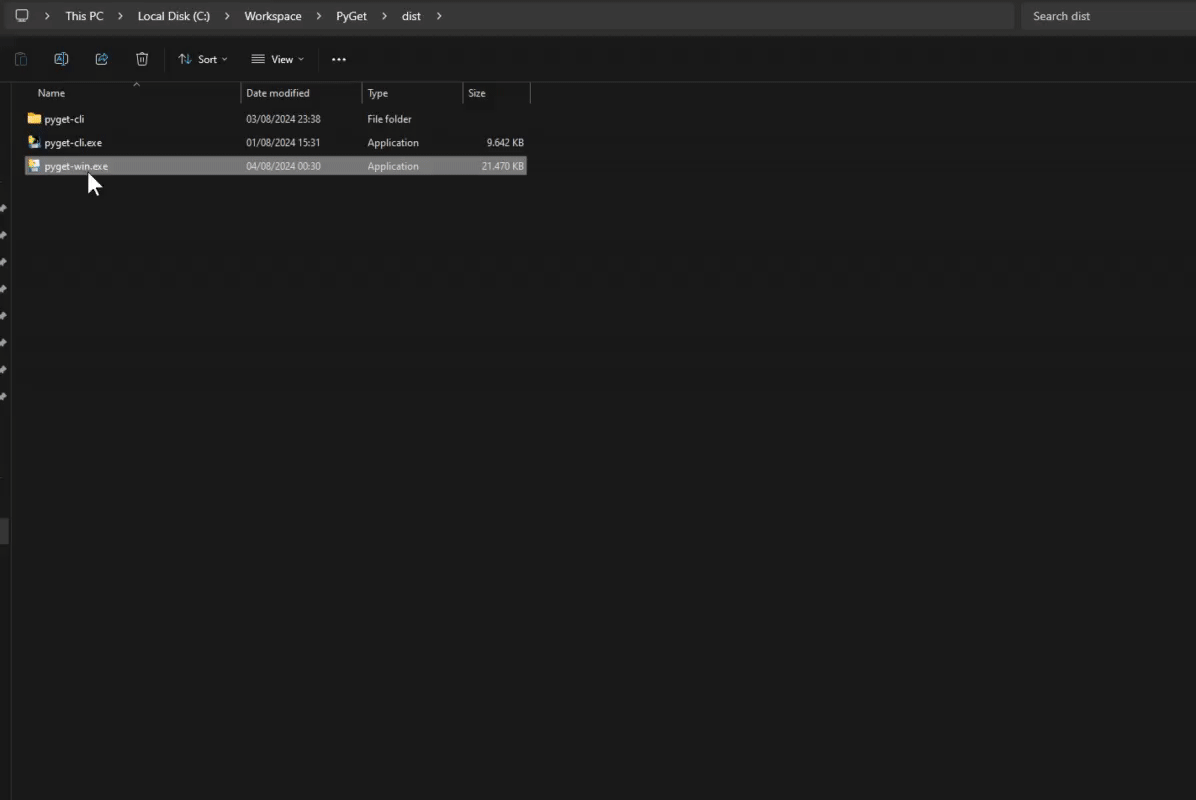 This PC > Local Disk (C:) > Workspace > PyGet > dist > Search dist
Sort View
Name Date modified Type Size
pyget-cli 03/08/2024 23:38 File folder
pyget-cli.exe 01/08/2024 15:31 Application 9.642 KB
pyget-win.exe 04/08/2024 00:30 Application 21.470 KB